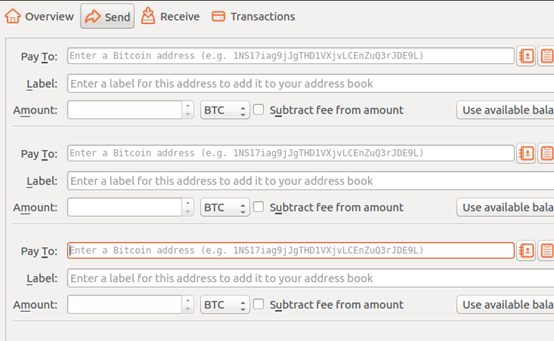 Overview Send Receive Transactions
Pay To: Enter a Bitcoin address (e.g. 1NS17iag9jJgTHD1VXjvLCEnZuQ3rJDE9L)
Label: Enter a label for this address to add it to your address book
Amount: BTC Subtract fee from amount Use available bala
Pay To: Enter a Bitcoin address (e.g. 1NS17iag9jJgTHD1VXjvLCEnZuQ3rJDE9L)
Label: Enter a label for this address to add it to your address book
Amount: BTC Subtract fee from amount Use available bala
Pay To: Enter a Bitcoin address (e.g. 1NS17iag9jJgTHD1VXjvLCEnZuQ3rJDE9L)
Label: Enter a label for this address to add it to your address book
Amount: BTC Subtract fee from amount Use available bala